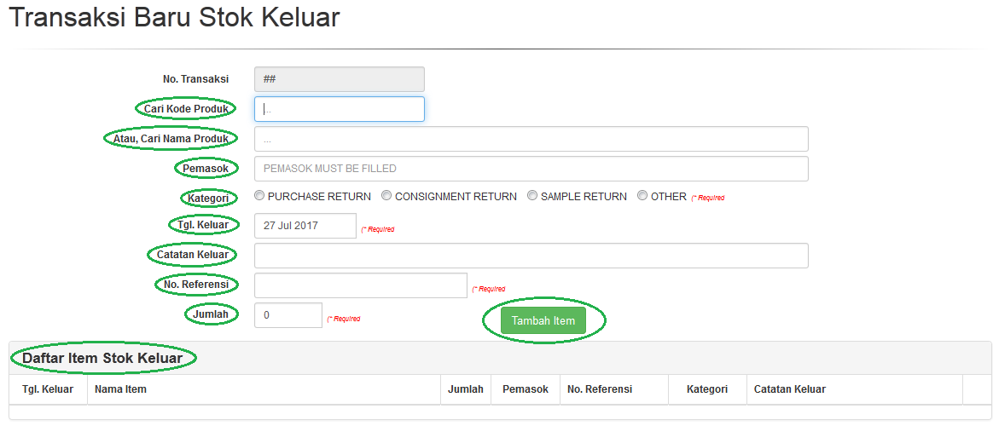 Transaksi Baru Stok Keluar
No. Transaksi ##
Cari Kode Produk ...
Atau, Cari Nama Produk ...
Pemasok PEMASOK MUST BE FILLED
Kategori PURCHASE RETURN CONSIGNMENT RETURN SAMPLE RETURN OTHER (* Required
Tgl. Keluar 27 Jul 2017 (* Required
Catatan Keluar
No. Referensi (* Required
Jumlah 0 (* Required Tambah Item
Daftar Item Stok Keluar
Tgl. Keluar Nama Item Jumlah Pemasok No. Referensi Kategori Catatan Keluar